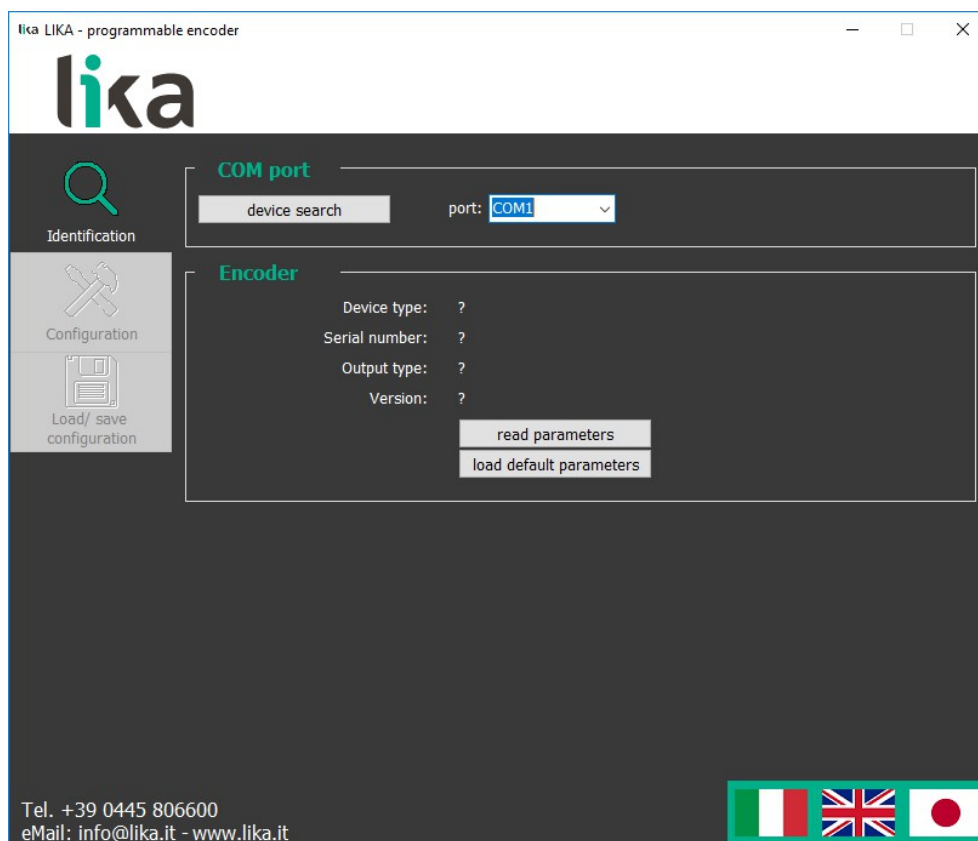 lika LIKA - programmable encoder
lika
COM port
device search port: COM1
Identification
Encoder
Device type: ?
Configuration
Serial number: ?
Output type: ?
Version: ?
Load/ save
configuration
read parameters
load default parameters
Tel. +39 0445 806600
eMail: info@lika.it - www.lika.it